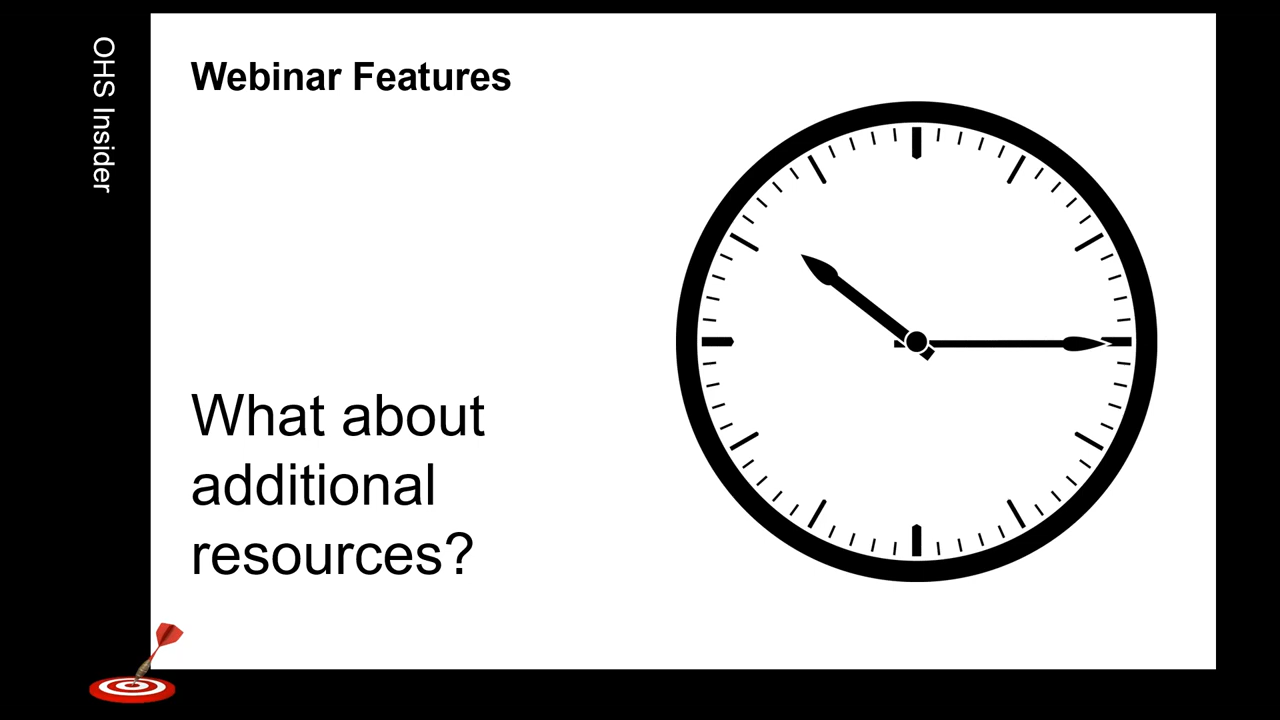 OHS Insider
Webinar Features
What about
additional
resources?